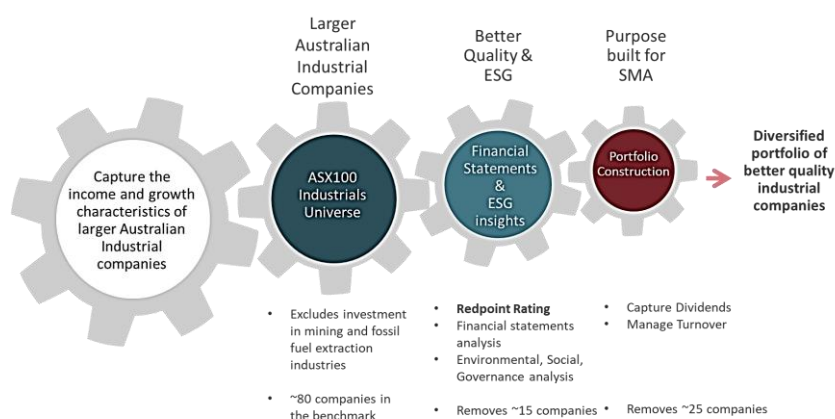 Larger
Australian
Industrial
Companies
Better
Quality &
ESG
Purpose
built for
SMA
Capture the
income and growth
characteristics of
larger Australian
Industrial
companies
ASX100
Industrials
Universe
Financial
Statements
&
ESG
insights
Portfolio
Construction
Diversified
portfolio of
better quality
industrial
companies
• Excludes investment
in mining and fossil
fuel extraction
industries
• ~80 companies in
the benchmark
• Redpoint Rating
• Financial statements
analysis
• Environmental, Social,
Governance analysis
• Removes ~15 companies
• Capture Dividends
• Manage Turnover
• Removes ~25 companies